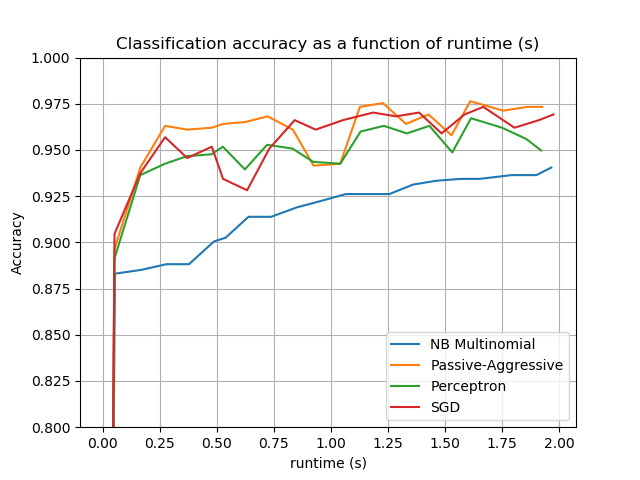 Classification accuracy as a function of runtime (s)
1.000
0.975
0.950
0.925
0.900
0.875
0.850
0.825
0.800
Accuracy
NB Multinomial
Passive-Aggressive
Perceptron
SGD
0.00 0.25 0.50 0.75 1.00 1.25 1.50 1.75 2.00
runtime (s)